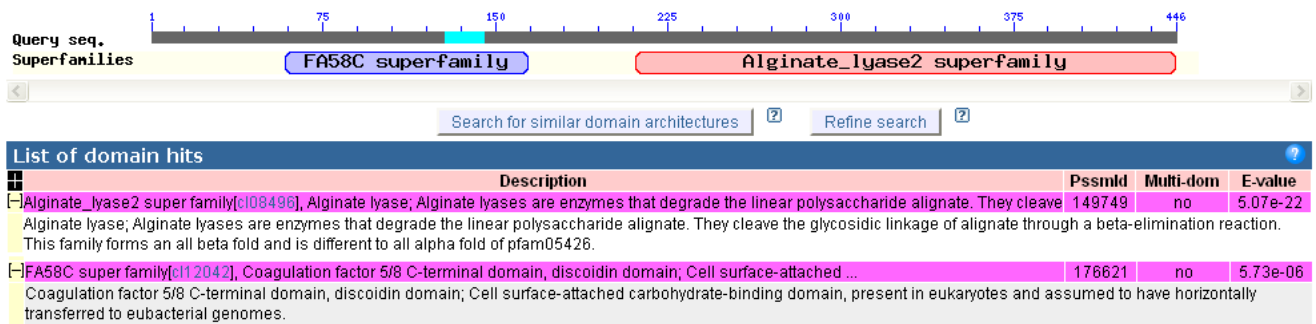 1 75 150 225 300 375 446
Query seq.
Superfamilies FA58C superfamily Alginate_lyase2 superfamily
Search for similar domain architectures ? Refine search ?
List of domain hits ?
+ Description PssmId Multi-dom E-value
[-]Alginate_lyase2 super family[cl08496], Alginate lyase; Alginate lyases are enzymes that degrade the linear polysaccharide alignate. They cleave 149749 no 5.07e-22
Alginate lyase; Alginate lyases are enzymes that degrade the linear polysaccharide alignate. They cleave the glycosidic linkage of alignate through a beta-elimination reaction.
This family forms an all beta fold and is different to all alpha fold of pfam05426.
[-]FA58C super family[cl12042], Coagulation factor 5/8 C-terminal domain, discoidin domain; Cell surface-attached ... 176621 no 5.73e-06
Coagulation factor 5/8 C-terminal domain, discoidin domain; Cell surface-attached carbohydrate-binding domain, present in eukaryotes and assumed to have horizontally
transferred to eubacterial genomes.